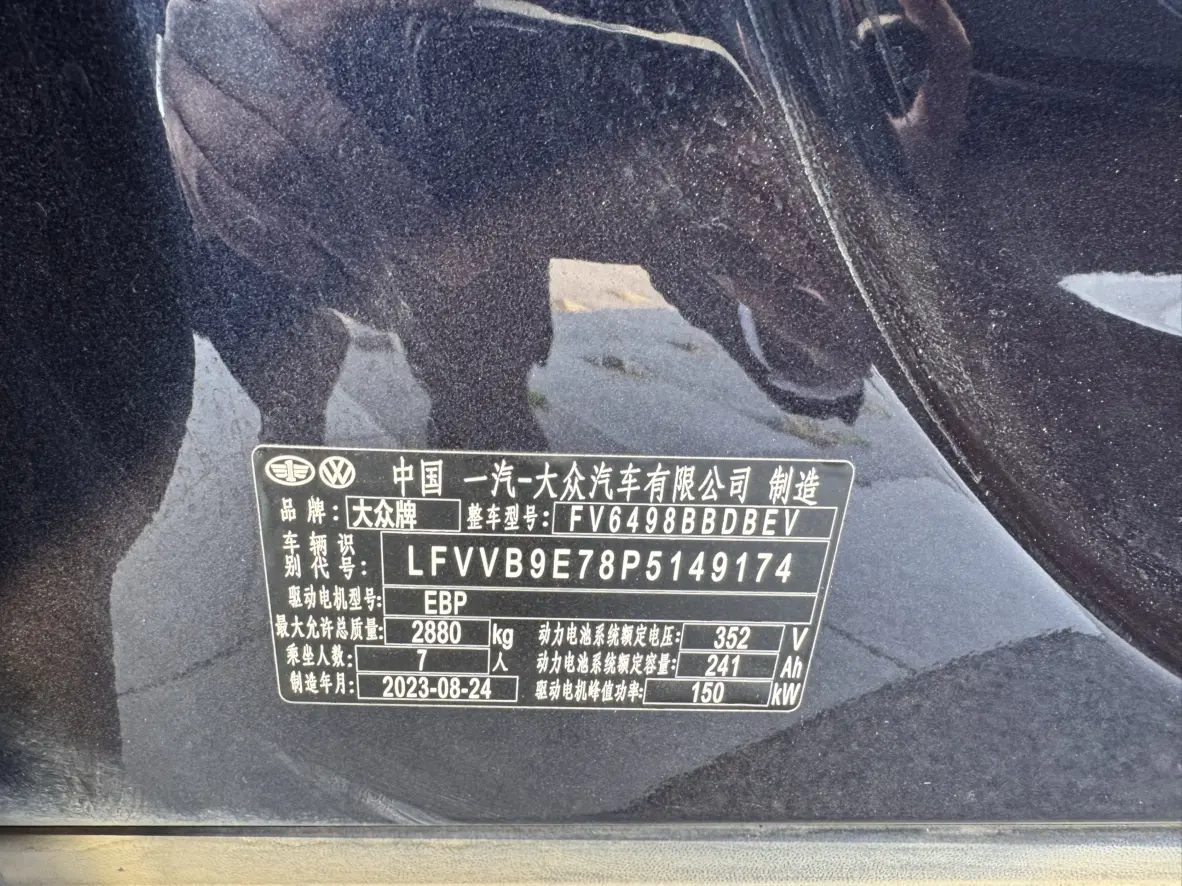 中国 一汽-大众汽车有限公司 制造
品牌: 大众牌 整车型号: FV6498BBDBEV
车辆识别代号: LFVVB9E78P5149174
驱动电机型号: EBP
最大允许总质量: 2880 kg 动力电池系统额定电压: 352 V
乘坐人数: 7 人 动力电池系统额定容量: 241 Ah
制造年月: 2023-08-24 驱动电机峰值功率: 150 kW